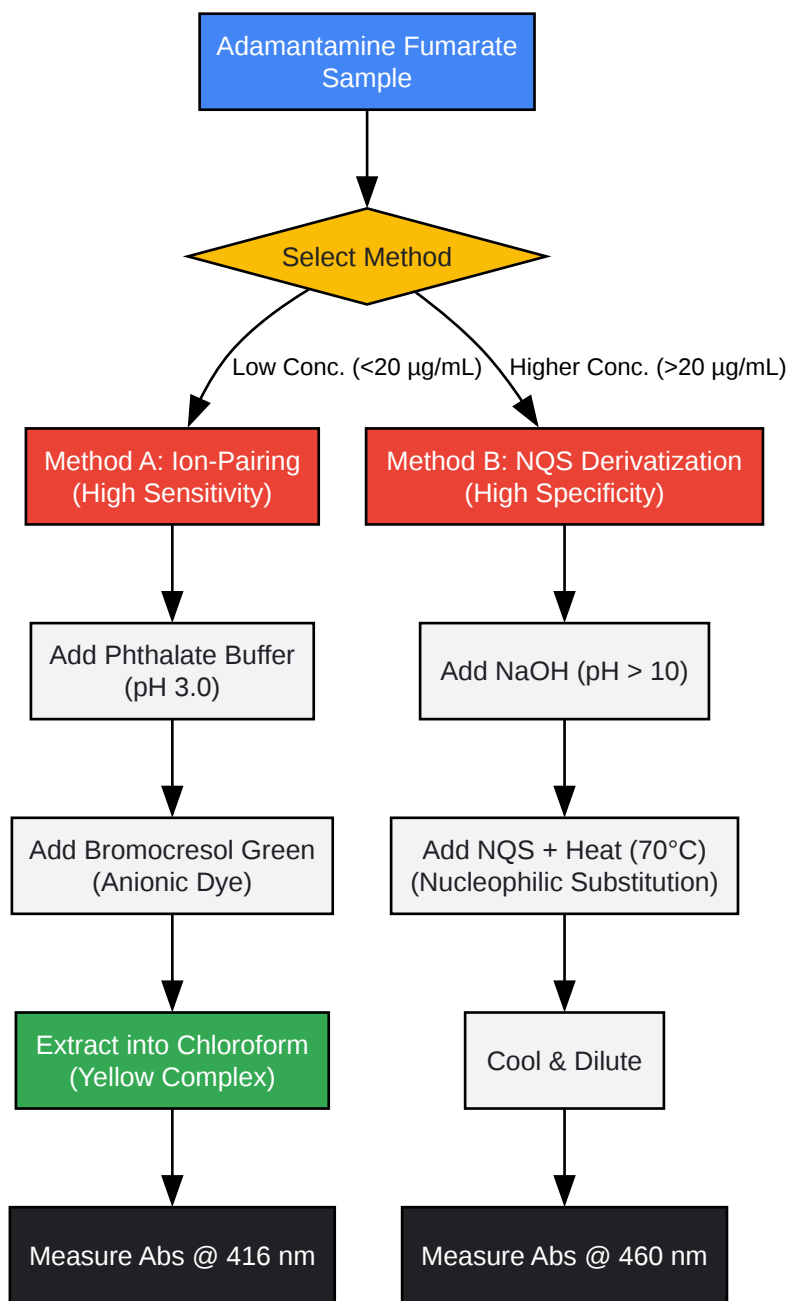 Adamantamine Fumarate
Sample
Select Method
Low Conc. (<20 µg/mL)
Higher Conc. (>20 µg/mL)
Method A: Ion-Pairing
(High Sensitivity)
Method B: NQS Derivatization
(High Specificity)
Add Phthalate Buffer
(pH 3.0)
Add NaOH (pH > 10)
Add Bromocresol Green
(Anionic Dye)
Add NQS + Heat (70°C)
(Nucleophilic Substitution)
Extract into Chloroform
(Yellow Complex)
Cool & Dilute
Measure Abs @ 416 nm
Measure Abs @ 460 nm